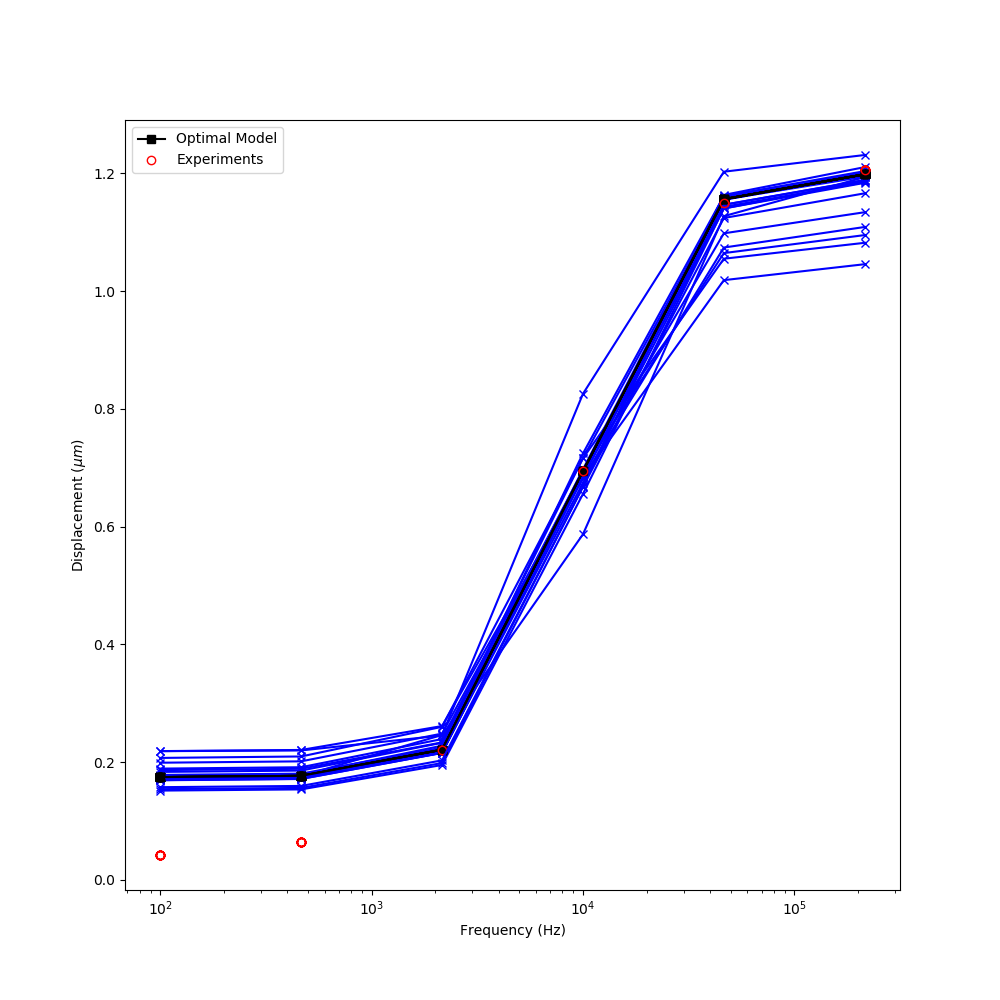 Optimal Model
Experiments
1.2
1.0
0.8
0.6
0.4
0.2
0.0
Displacement (μm)
10² 10³ 10⁴ 10⁵
Frequency (Hz)